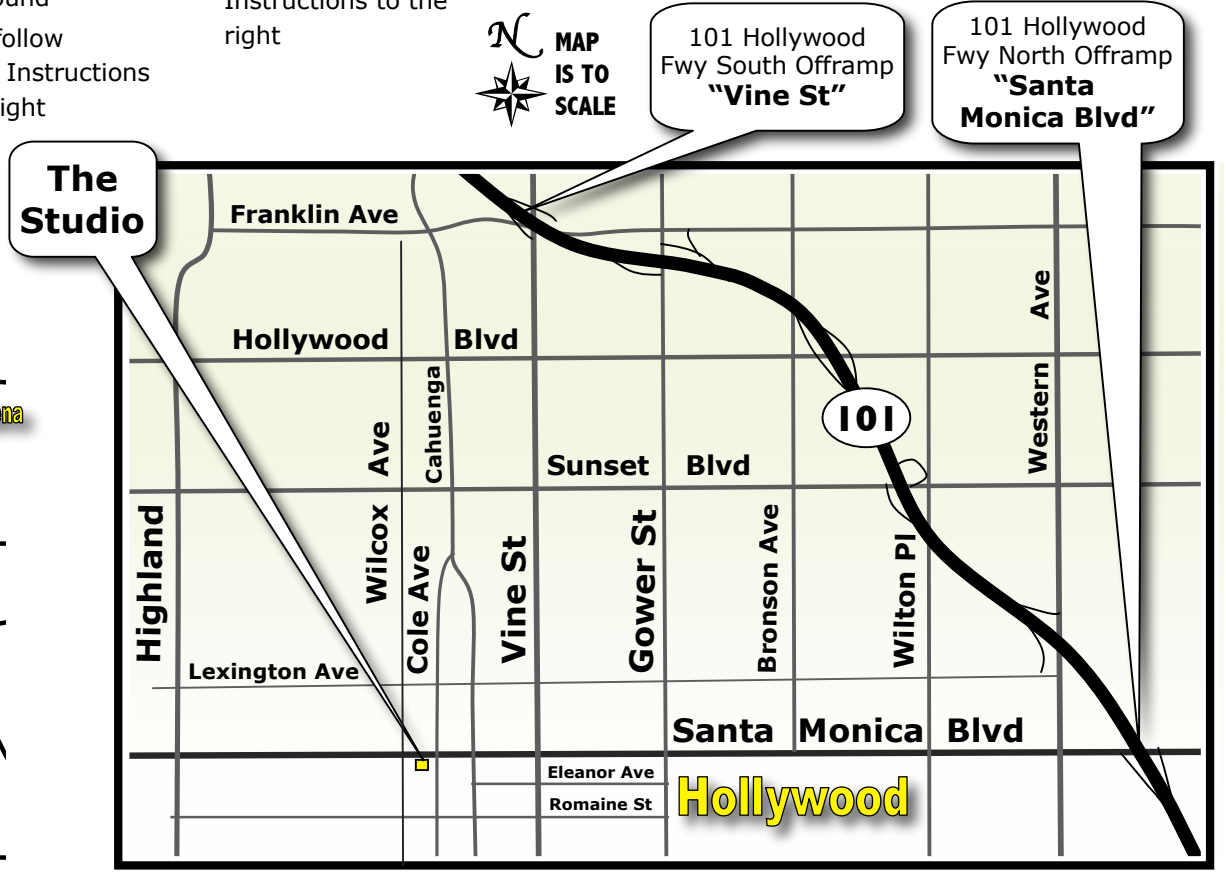 follow
Instructions
Instructions to the
right
N
MAP
IS TO
SCALE
101 Hollywood
Fwy South Offramp
“Vine St”
101 Hollywood
Fwy North Offramp
“Santa
Monica Blvd”
The
Studio
Franklin Ave
Hollywood Blvd
Sunset Blvd
101
Highland
Wilcox Ave
Cole Ave
Cahuenga
Vine St
Gower St
Bronson Ave
Wilton Pl
Western Ave
Lexington Ave
Santa Monica Blvd
Eleanor Ave
Romaine St
Hollywood